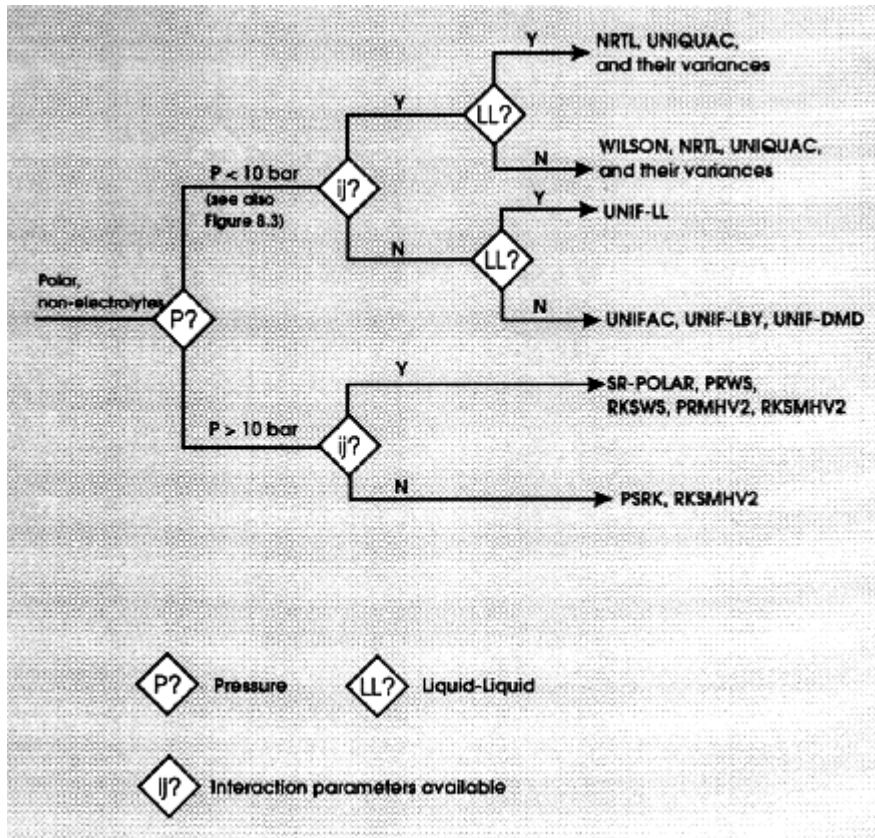 Y
NRTL, UNIQUAC,
and their variances
Y
LL?
P < 10 bar
N
WILSON, NRTL, UNIQUAC,
and their variances
(see also
Figure 8.3)
ij?
Y
UNIF-LL
N
LL?
Polar,
non-electrolytes
P?
N
UNIFAC, UNIF-LBY, UNIF-DMD
Y
SR-POLAR, PRWS,
RKSWS, PRMHV2, RKSMHV2
P > 10 bar
ij?
N
PSRK, RKSMHV2
P? Pressure
LL? Liquid-Liquid
ij? Interaction parameters available